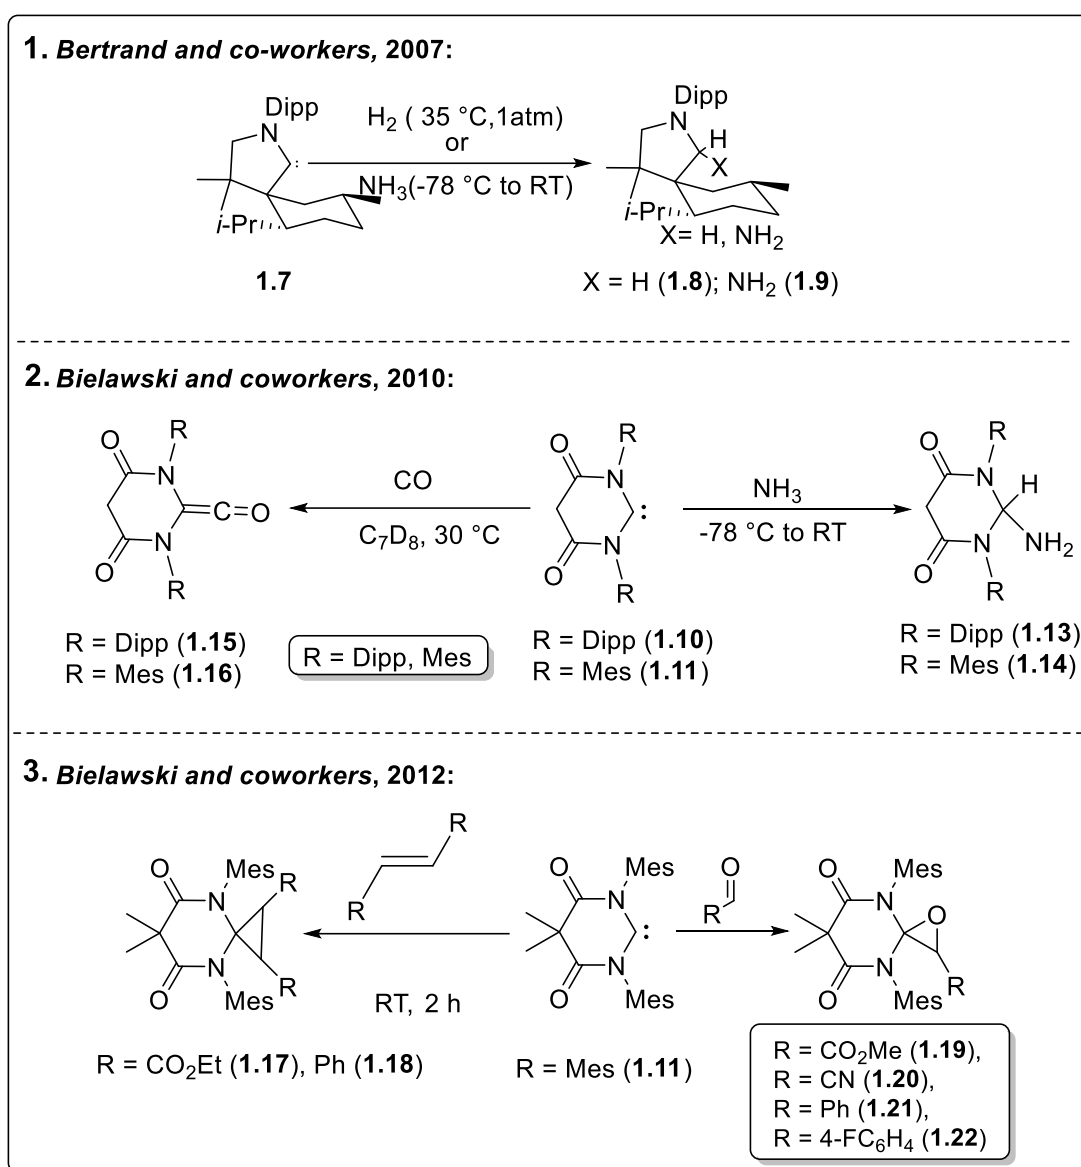 1. Bertrand and co-workers, 2007:
Dipp
N
:
i-Pr
H₂ ( 35 °C,1atm)
or
NH₃(-78 °C to RT)
Dipp
N
H
X
i-Pr
X= H, NH₂
1.7
X = H (1.8); NH₂ (1.9)
2. Bielawski and coworkers, 2010:
O
R
N
C=O
N
O
R
CO
C₇D₈, 30 °C
O
R
N
:
N
O
R
NH₃
-78 °C to RT
O
R
N
H
N
NH₂
O
R
R = Dipp (1.15)
R = Mes (1.16)
R = Dipp, Mes
R = Dipp (1.10)
R = Mes (1.11)
R = Dipp (1.13)
R = Mes (1.14)
3. Bielawski and coworkers, 2012:
O
Mes
N
R
N
R
O
Mes
R
R
RT, 2 h
O
Mes
N
:
N
O
Mes
O
R
O
Mes
N
O
N
R
O
Mes
R = CO₂Et (1.17), Ph (1.18)
R = Mes (1.11)
R = CO₂Me (1.19),
R = CN (1.20),
R = Ph (1.21),
R = 4-FC₆H₄ (1.22)